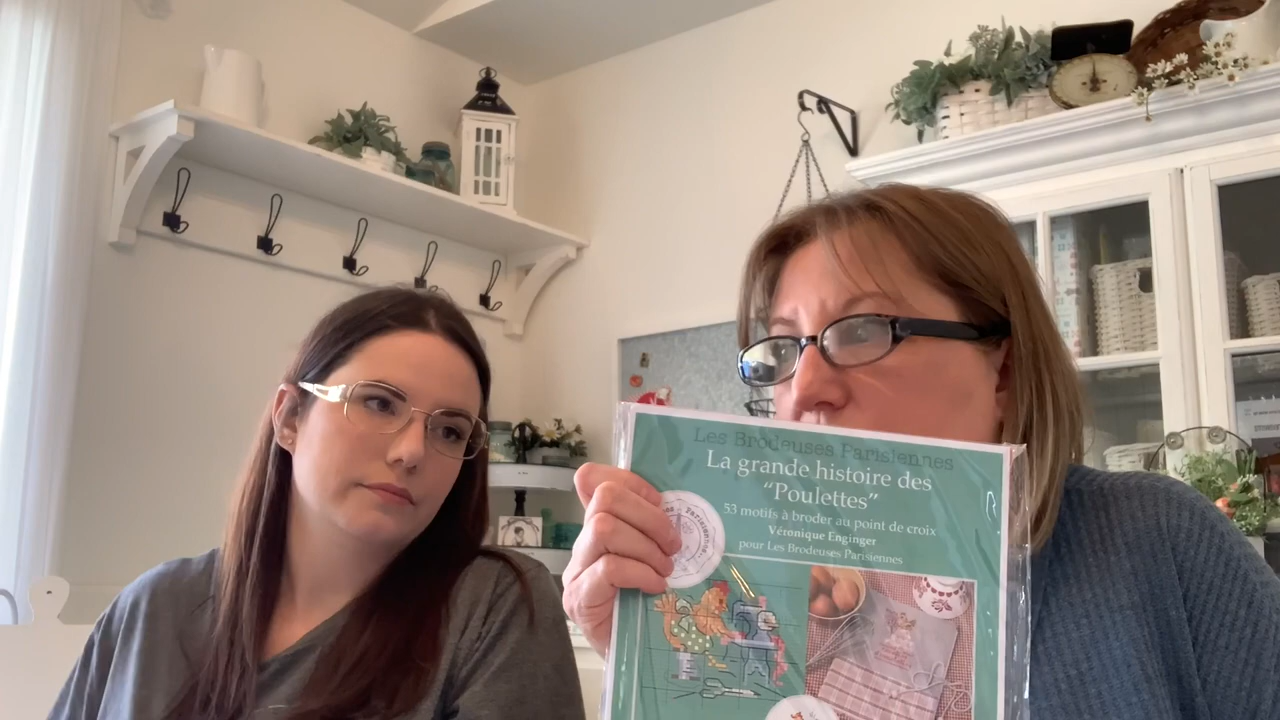 Les Brodeuses Parisiennes
La grande histoire des
"Poulettes"
53 motifs à broder au point de croix
Véronique Enginger
pour Les Brodeuses Parisiennes
Parisiennes